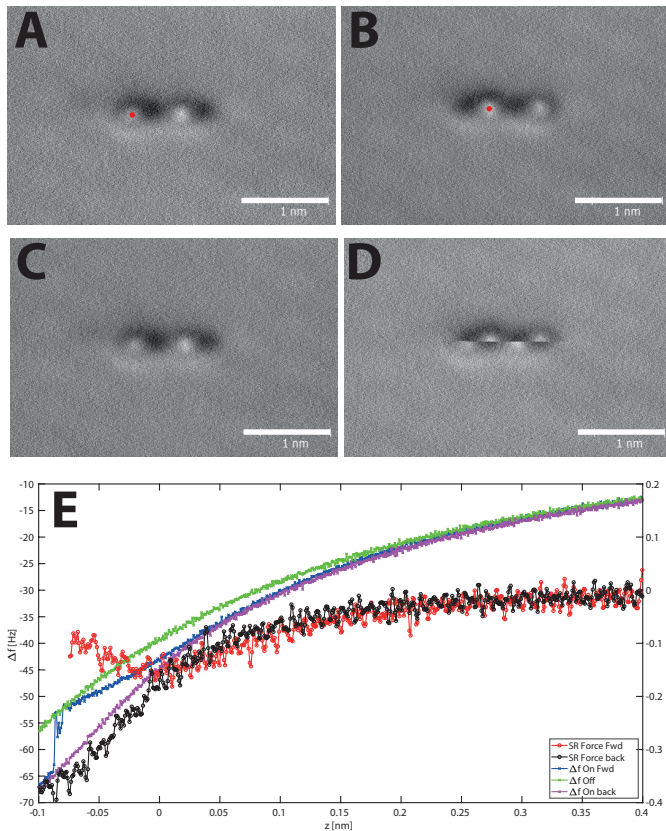 A
1 nm
B
1 nm
C
1 nm
D
1 nm
E
-10
-15
-20
-25
-30
-35
-40
-45
-50
-55
-60
-65
-70
Δf [Hz]
0.2
0.1
0
-0.1
-0.2
-0.3
-0.4
-0.1
-0.05
0
0.05
0.1
0.15
0.2
0.25
0.3
0.35
0.4
z [nm]
SR Force Fwd
SR Force back
Δf On Fwd
Δf Off
Δf On back